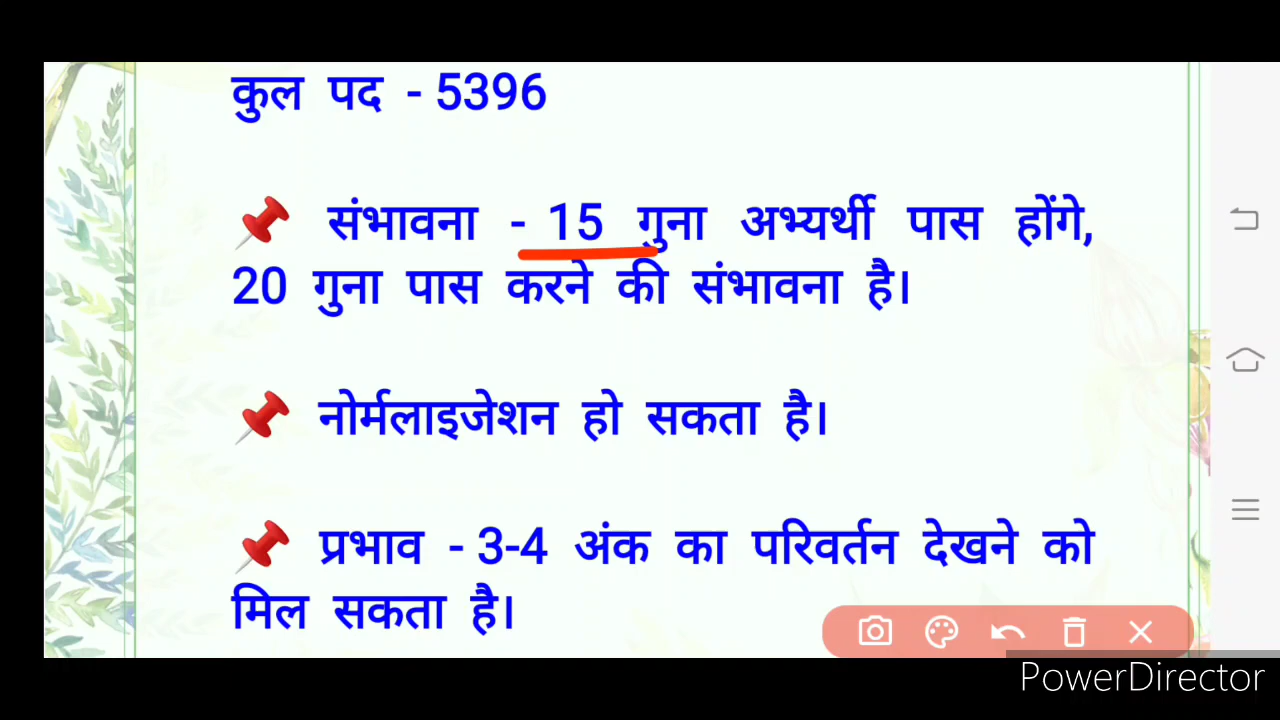 कुल पद - 5396
📌 संभावना - 15 गुना अभ्यर्थी पास होंगे,
20 गुना पास करने की संभावना है।
📌 नोर्मलाइजेशन हो सकता है।
📌 प्रभाव - 3-4 अंक का परिवर्तन देखने को
मिल सकता है।
PowerDirector